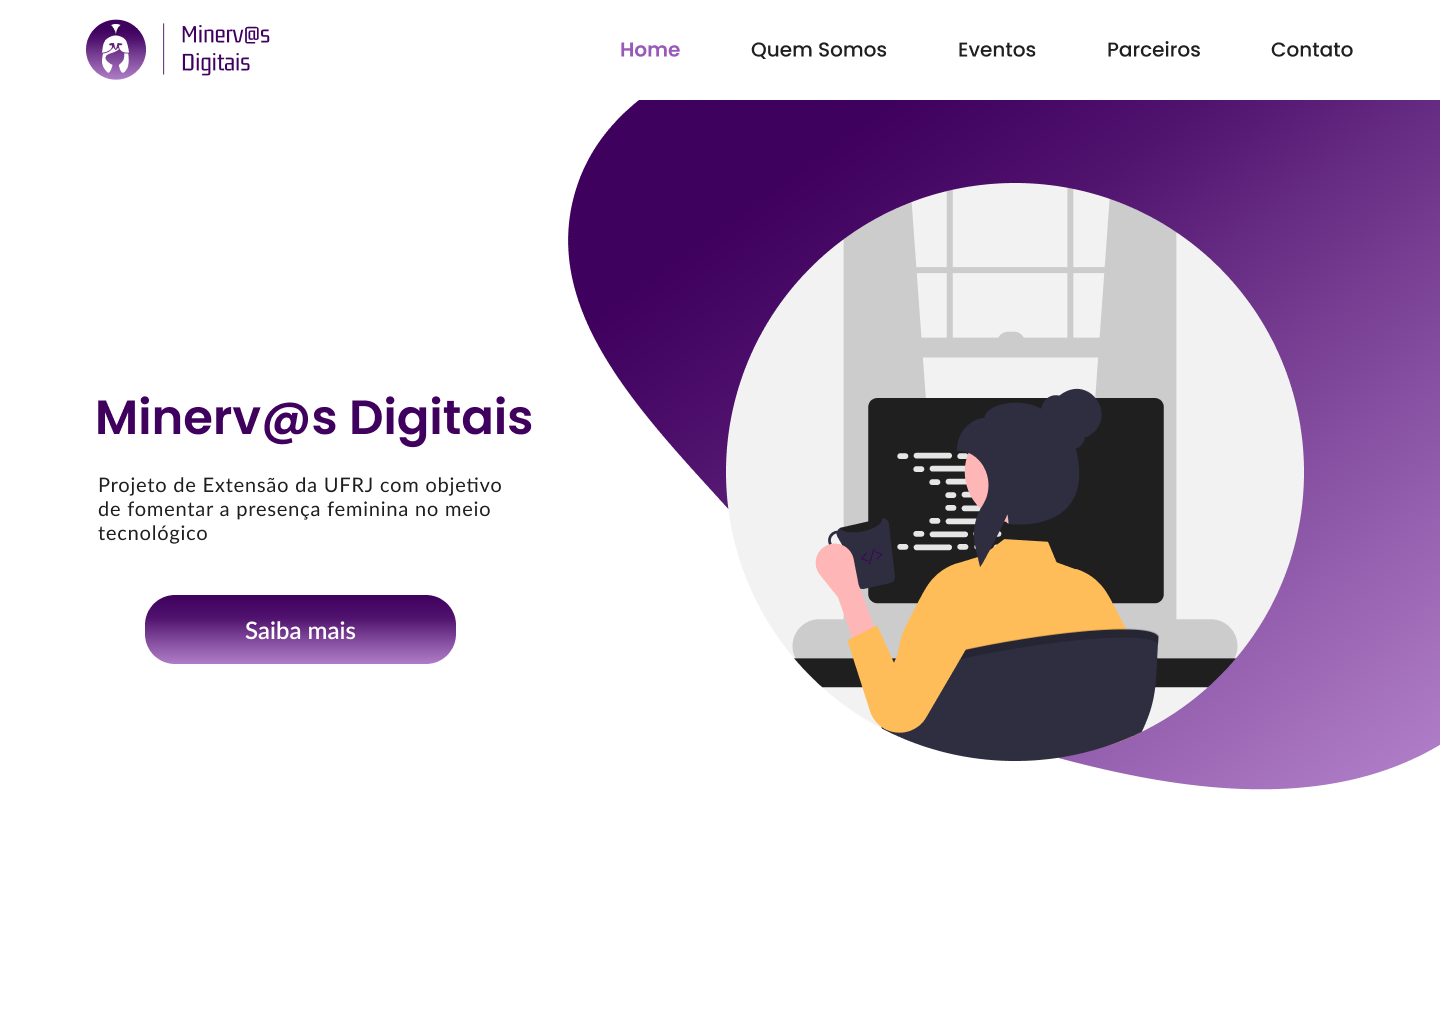 Minerv@s
Digitais
Home
Quem Somos
Eventos
Parceiros
Contato
Minerv@s Digitais
Projeto de Extensão da UFRJ com objetivo
de fomentar a presença feminina no meio
tecnológico
Saiba mais
</>